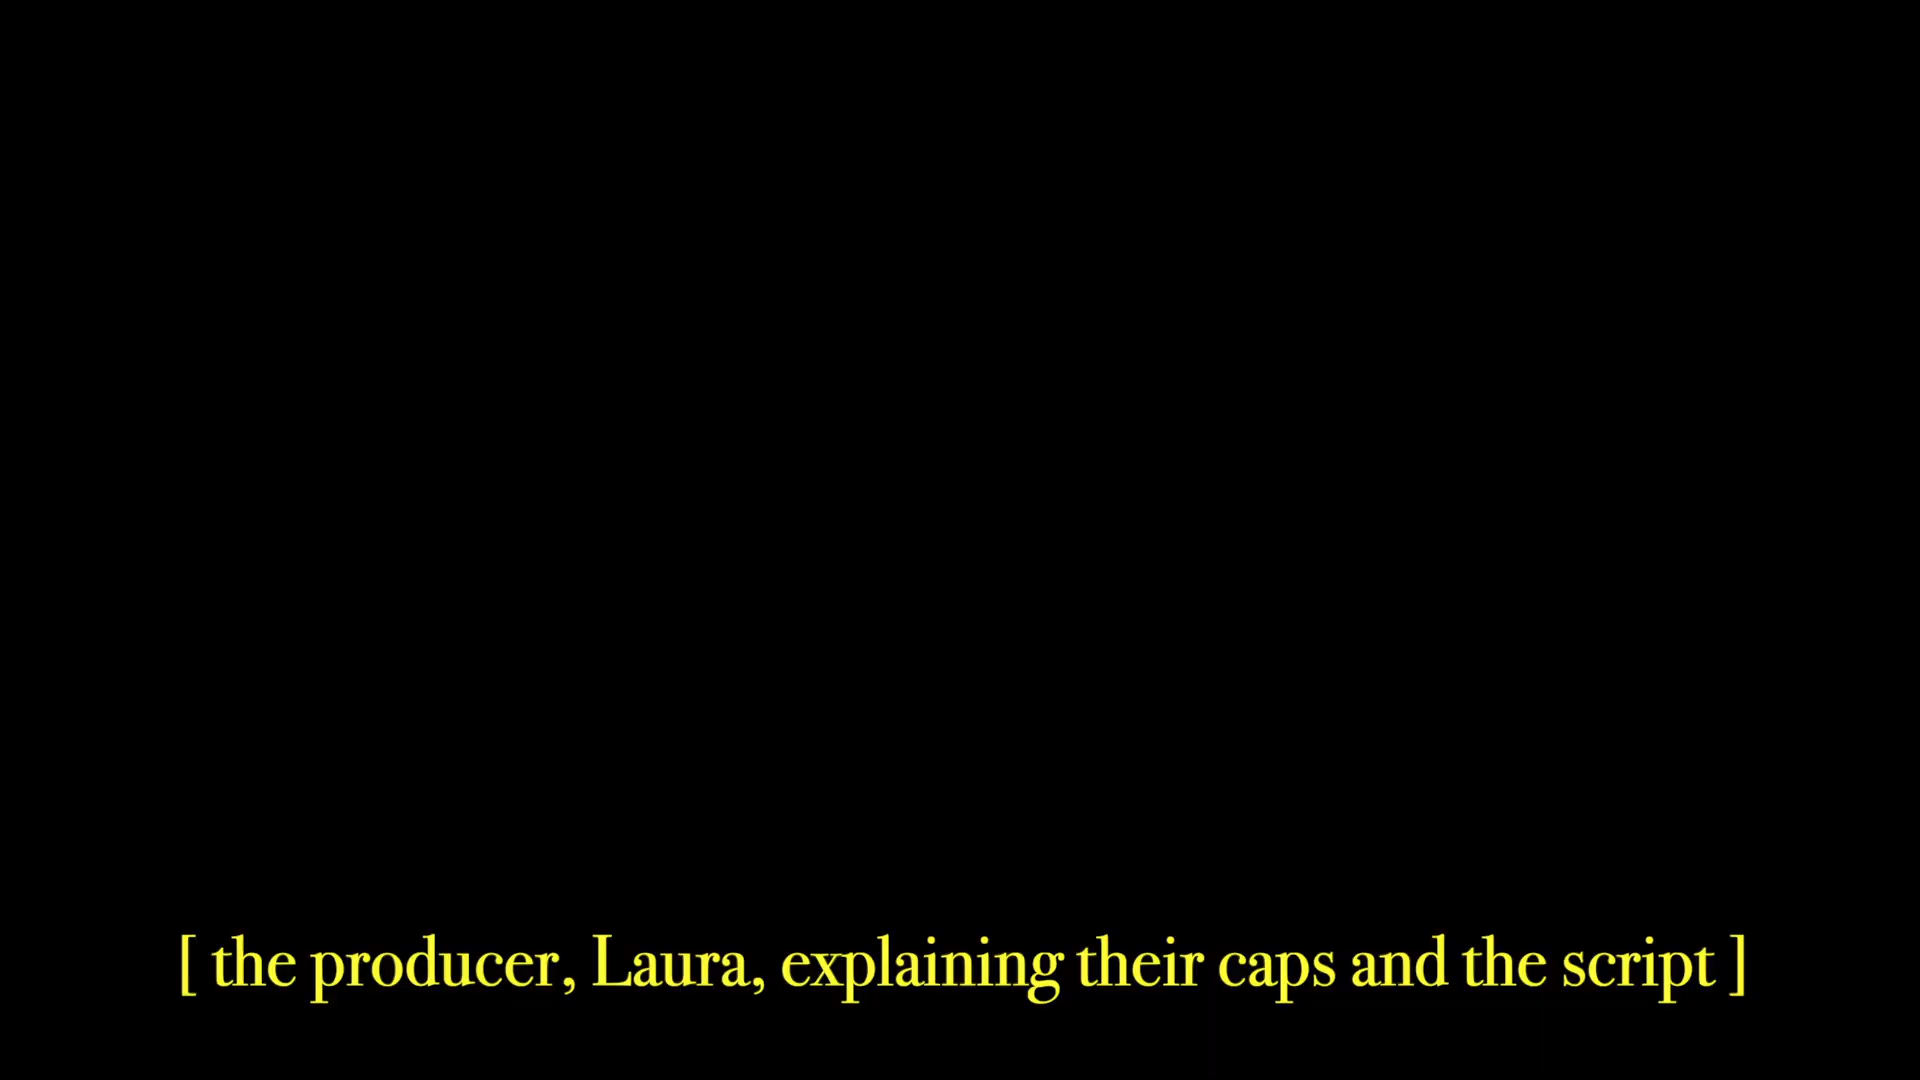 [ the producer, Laura, explaining their caps and the script ]